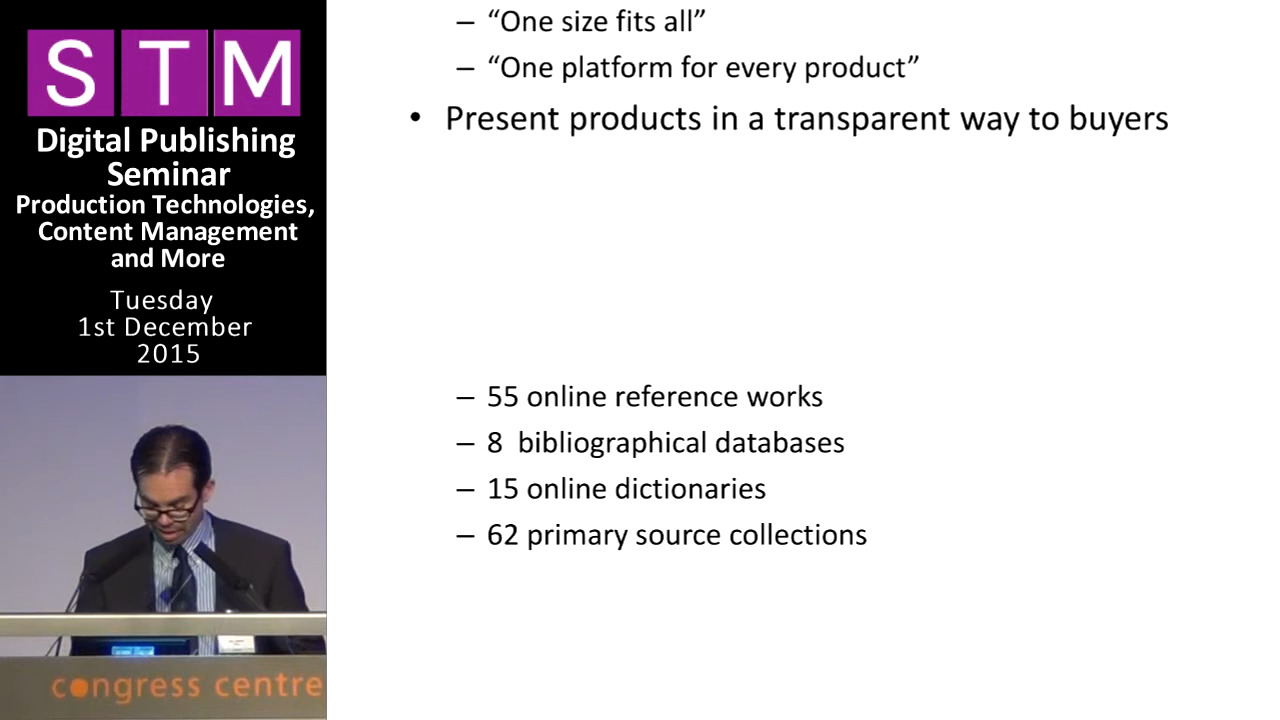 STM
Digital Publishing
Seminar
Production Technologies,
Content Management
and More
Tuesday
1st December
2015
– “One size fits all”
– “One platform for every product”
• Present products in a transparent way to buyers
– 55 online reference works
– 8 bibliographical databases
– 15 online dictionaries
– 62 primary source collections
congress centre